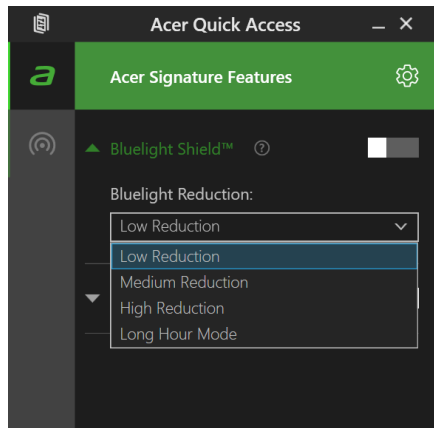 Acer Quick Access
a
Acer Signature Features
Bluelight Shield™ ?
Bluelight Reduction:
Low Reduction
Low Reduction
Medium Reduction
High Reduction
Long Hour Mode